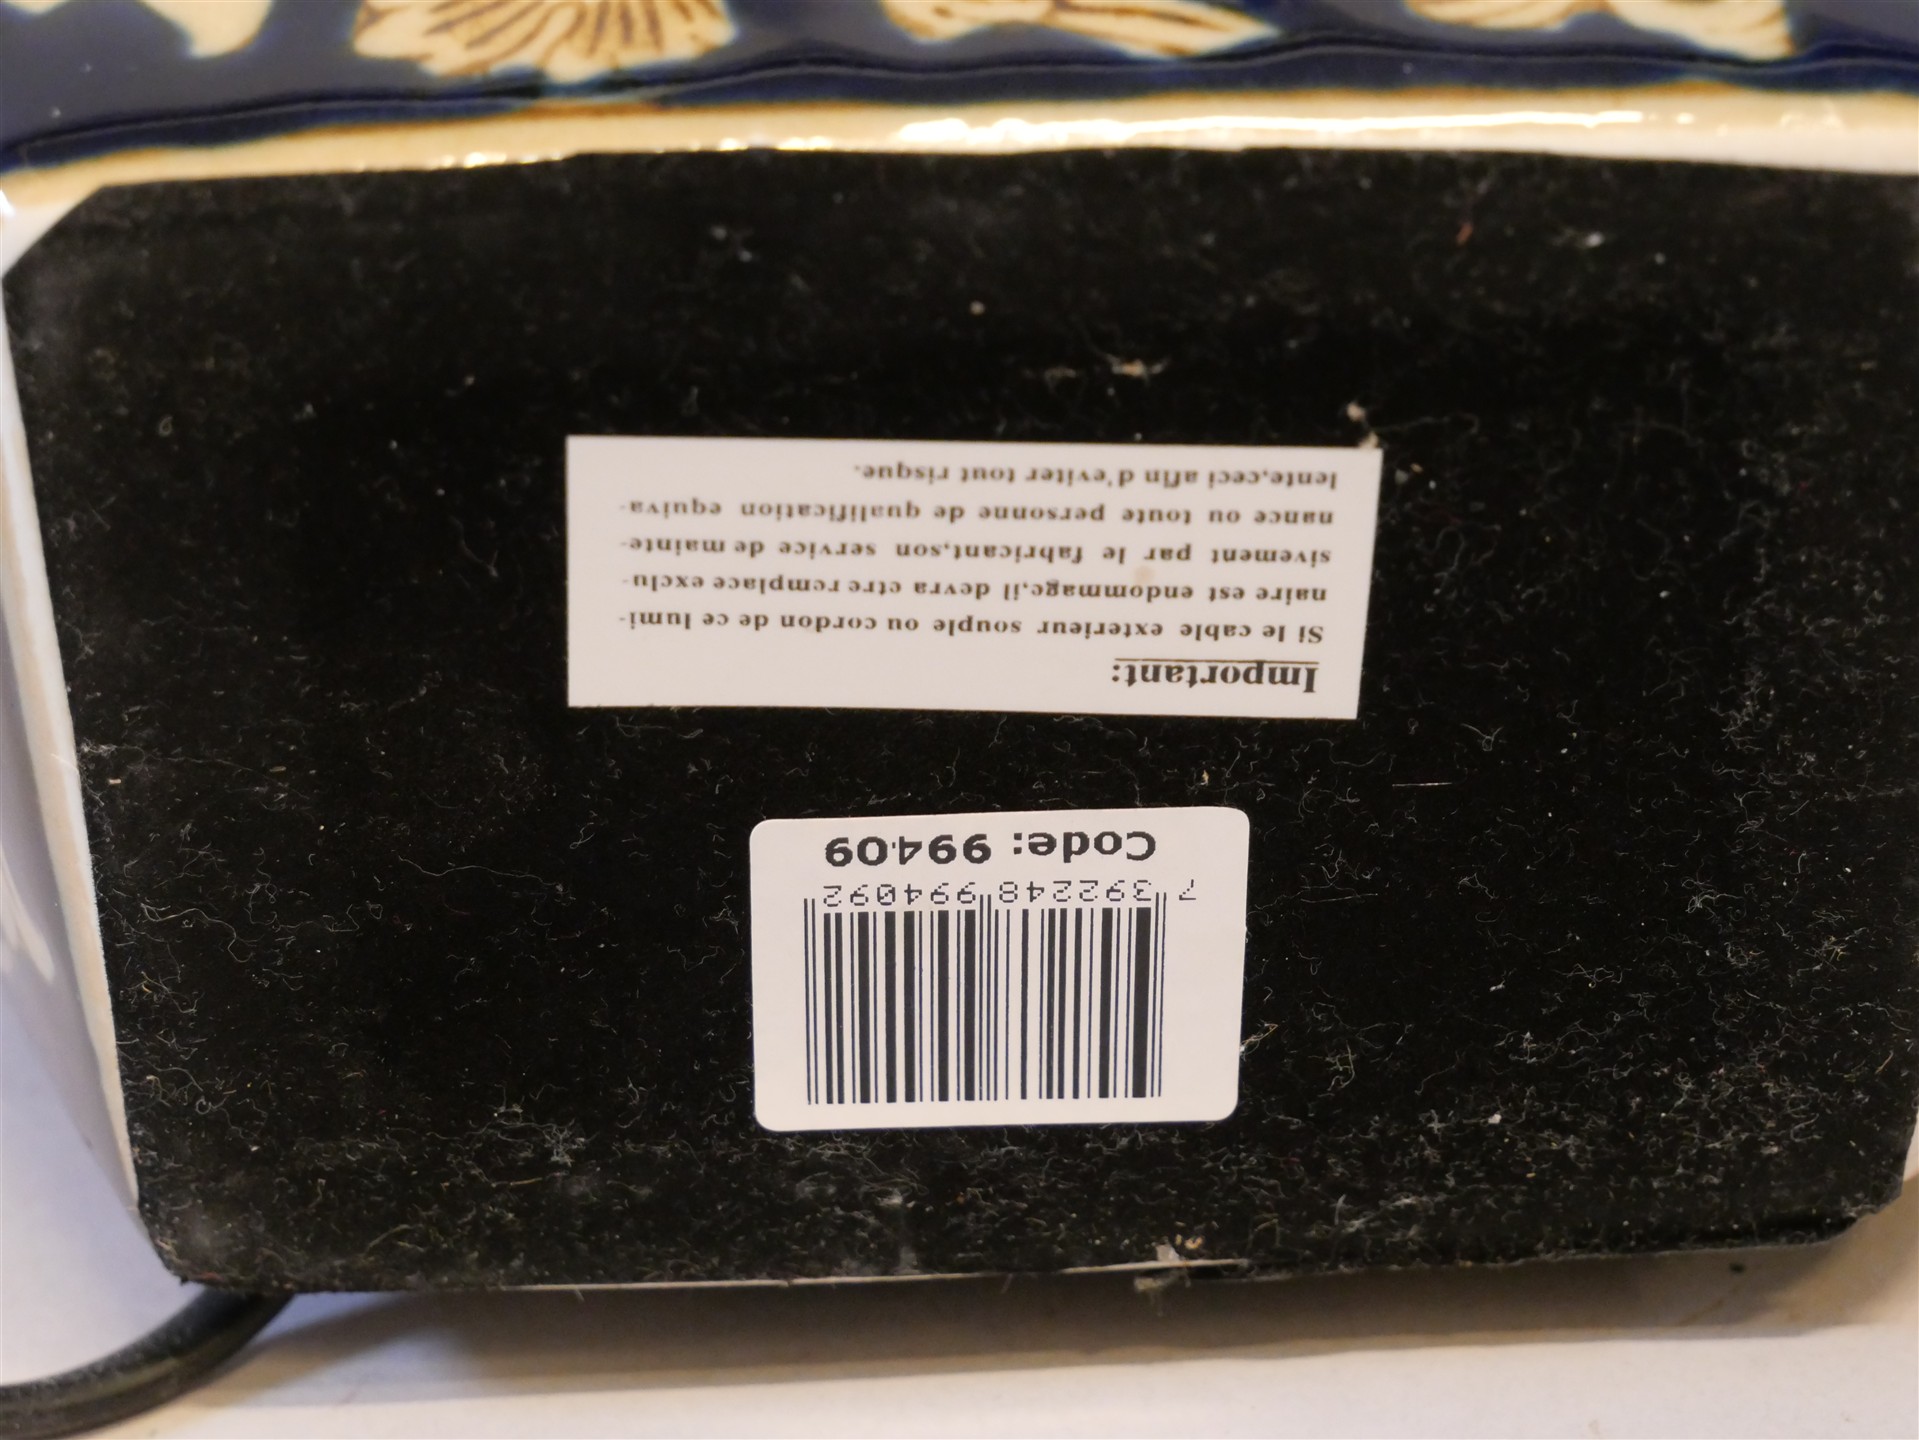 Important:
Si le cable exterieur souple ou cordon de ce lumi-
naire est endommage,il devra etre remplace exclu-
sivement par le fabricant,son service de mainte-
nance ou toute personne de qualification equiva-
lente,ceci afin d'eviter tout risque.
7 392248 994092
Code: 99409